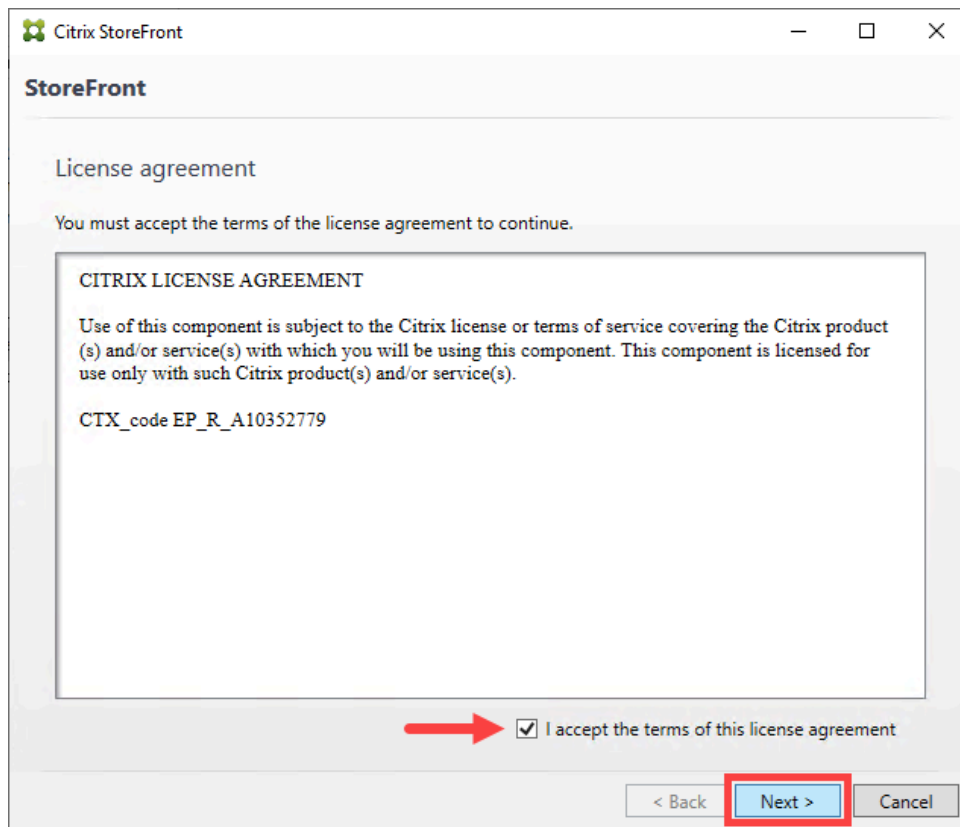 Citrix StoreFront
StoreFront
License agreement
You must accept the terms of the license agreement to continue.
CITRIX LICENSE AGREEMENT
Use of this component is subject to the Citrix license or terms of service covering the Citrix product
(s) and/or service(s) with which you will be using this component. This component is licensed for
use only with such Citrix product(s) and/or service(s).
CTX_code EP_R_A10352779
I accept the terms of this license agreement
< Back Next > Cancel